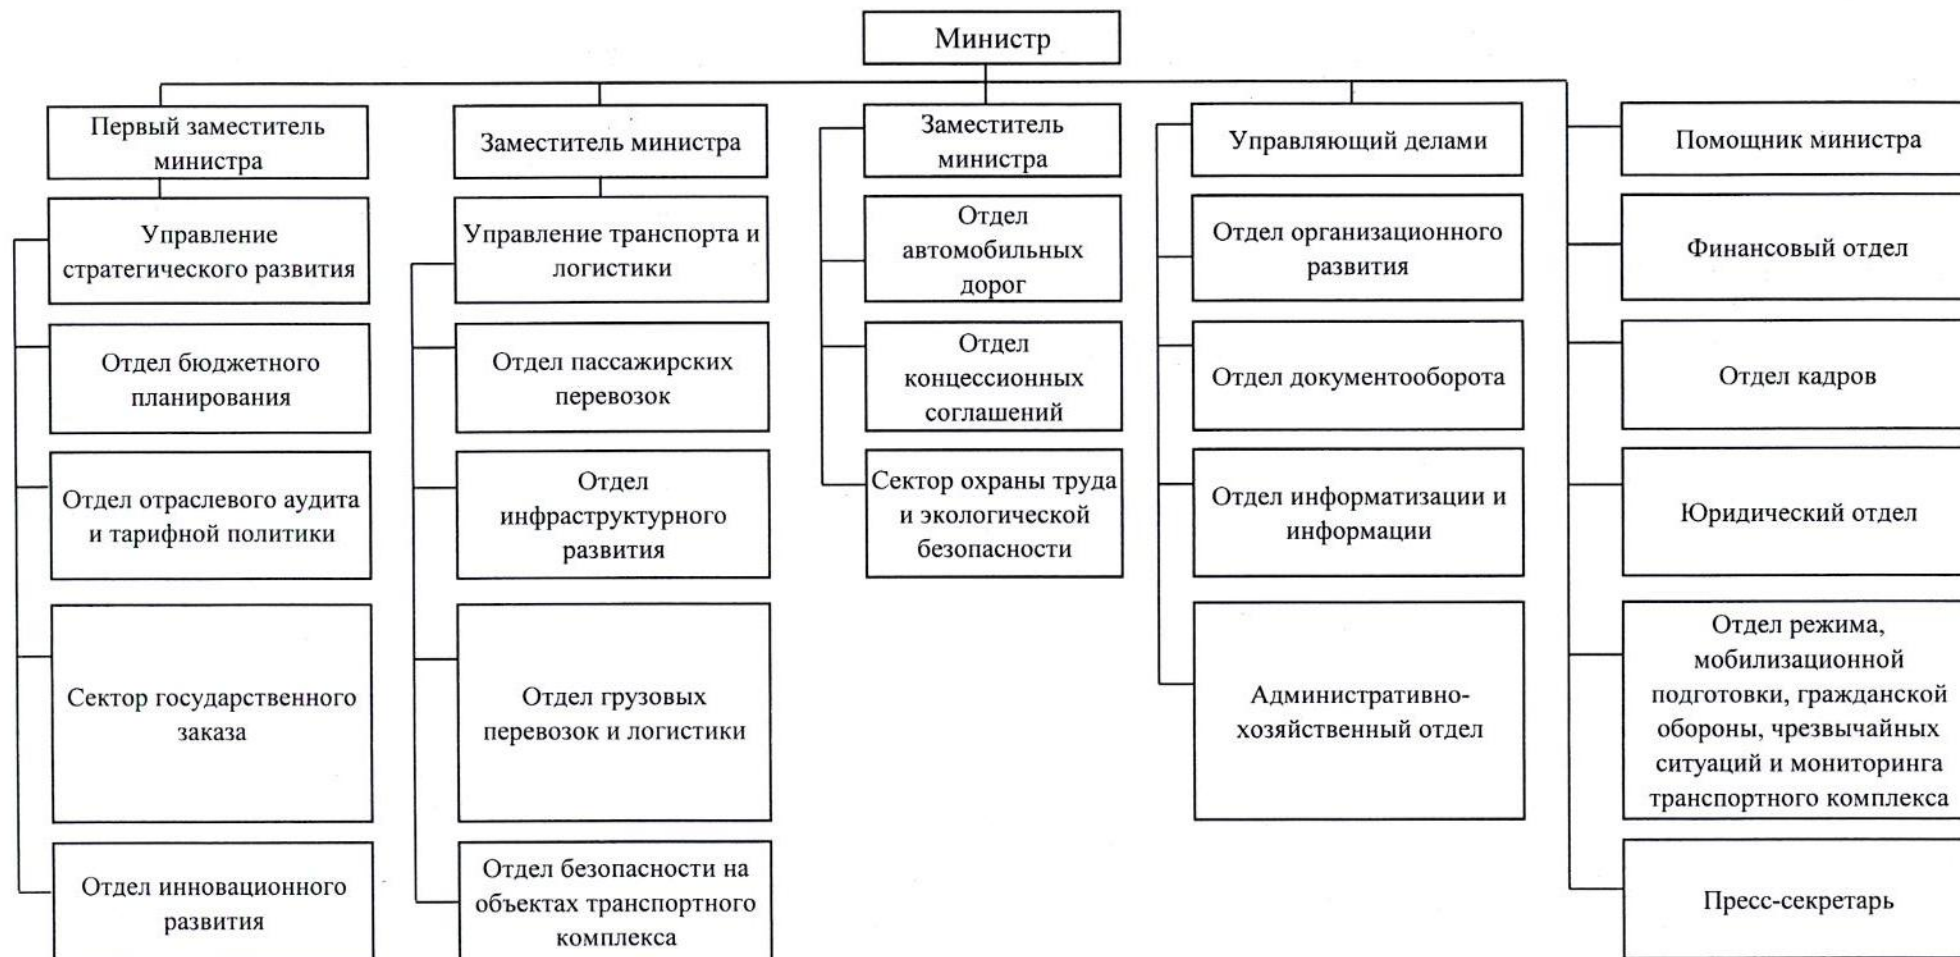 Министр
Первый заместитель
министра
Управление
стратегического развития
Отдел бюджетного
планирования
Отдел отраслевого аудита
и тарифной политики
Сектор государственного
заказа
Отдел инновационного
развития
Заместитель министра
Управление транспорта и
логистики
Отдел пассажирских
перевозок
Отдел
инфраструктурного
развития
Отдел грузовых
перевозок и логистики
Отдел безопасности на
объектах транспортного
комплекса
Заместитель
министра
Отдел
автомобильных
дорог
Отдел
концессионных
соглашений
Сектор охраны труда
и экологической
безопасности
Управляющий делами
Отдел организационного
развития
Отдел документооборота
Отдел информатизации и
информации
Административно-
хозяйственный отдел
Помощник министра
Финансовый отдел
Отдел кадров
Юридический отдел
Отдел режима,
мобилизационной
подготовки, гражданской
обороны, чрезвычайных
ситуаций и мониторинга
транспортного комплекса
Пресс-секретарь